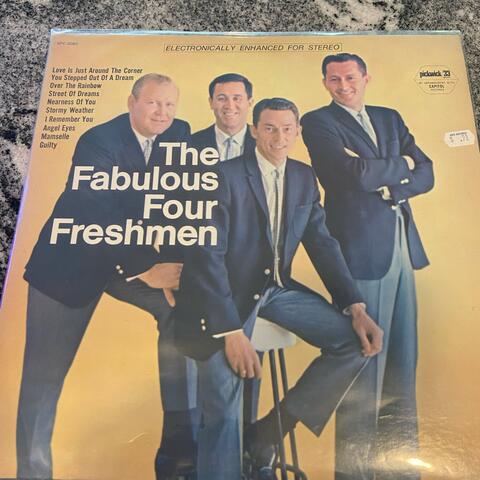 ELECTRONICALLY ENHANCED FOR STEREO
Love Is Just Around The Corner
You Stepped Out Of A Dream
Over The Rainbow
Street Of Dreams
Nearness Of You
Stormy Weather
I Remember You
Angel Eyes
Mamselle
Guilty
pickwick 33
CAPITOL
The
Fabulous
Four
Freshmen